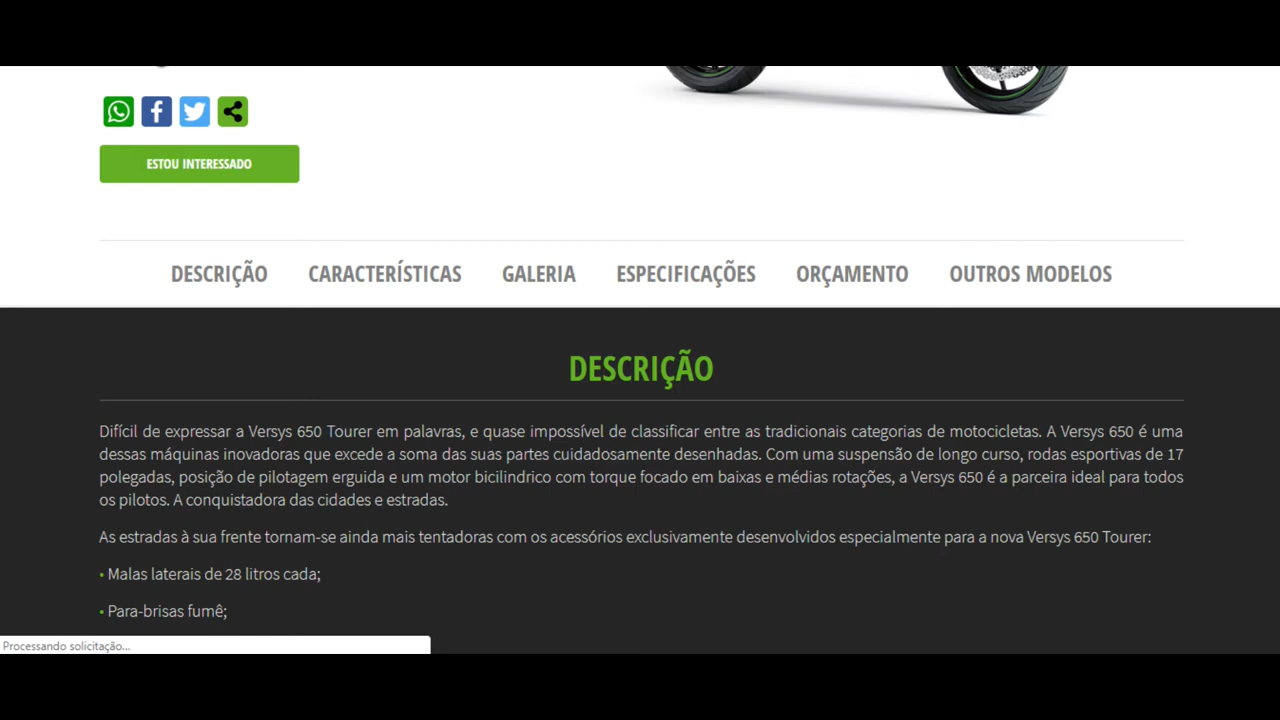 ESTOU INTERESSADO
DESCRIÇÃO CARACTERÍSTICAS GALERIA ESPECIFICAÇÕES ORÇAMENTO OUTROS MODELOS
DESCRIÇÃO
Difícil de expressar a Versys 650 Tourer em palavras, e quase impossível de classificar entre as tradicionais categorias de motocicletas. A Versys 650 é uma
dessas máquinas inovadoras que excede a soma das suas partes cuidadosamente desenhadas. Com uma suspensão de longo curso, rodas esportivas de 17
polegadas, posição de pilotagem erguida e um motor bicilindrico com torque focado em baixas e médias rotações, a Versys 650 é a parceira ideal para todos
os pilotos. A conquistadora das cidades e estradas.
As estradas à sua frente tornam-se ainda mais tentadoras com os acessórios exclusivamente desenvolvidos especialmente para a nova Versys 650 Tourer:
• Malas laterais de 28 litros cada;
• Para-brisas fumê;
Processando solicitação...